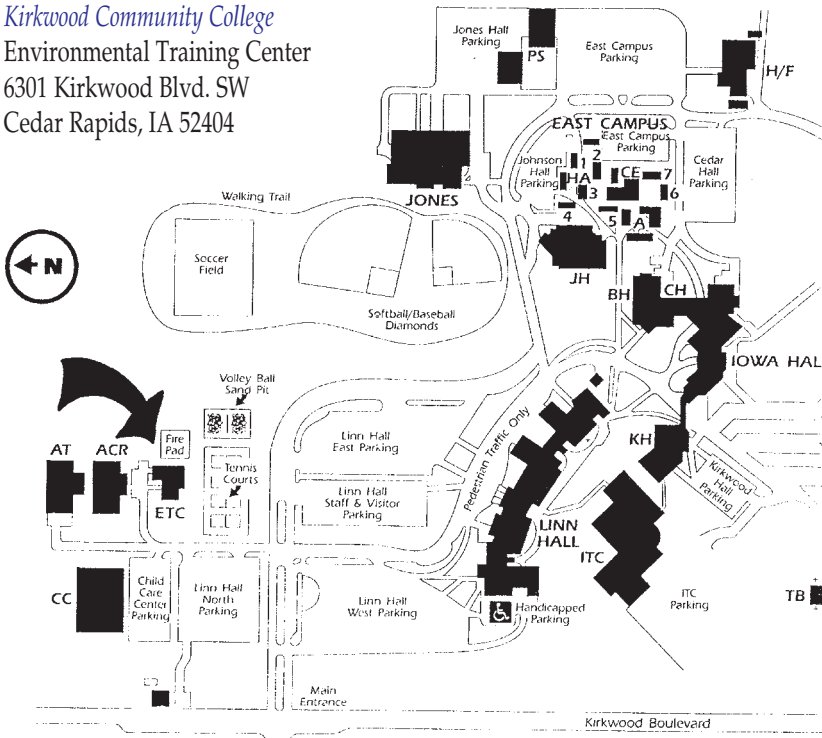 Kirkwood Community College
Environmental Training Center
6301 Kirkwood Blvd. SW
Cedar Rapids, IA 52404
Jones Hall
Parking
PS
East Campus
Parking
H/F
EAST CAMPUS
East Campus
Parking
Johnson
Hall
Parking
1
2
HA
3
CE
7
6
4
5
A
Cedar
Hall
Parking
JONES
Walking Trail
N
Soccer
Field
Softball/Baseball
Diamonds
JH
BH
CH
IOWA HAL
Volley Ball
Sand Pit
Fire
Pad
AT
ACR
ETC
Tennis
Courts
Linn Hall
East Parking
Linn Hall
Staff & Visitor
Parking
Pedestrian Traffic Only
KH
Kirkwood
Hall
Parking
LINN
HALL
ITC
CC
Child
Care
Center
Parking
Linn Hall
North
Parking
Linn Hall
West Parking
Handicapped
Parking
ITC
Parking
TB
Main
Entrance
Kirkwood Boulevard